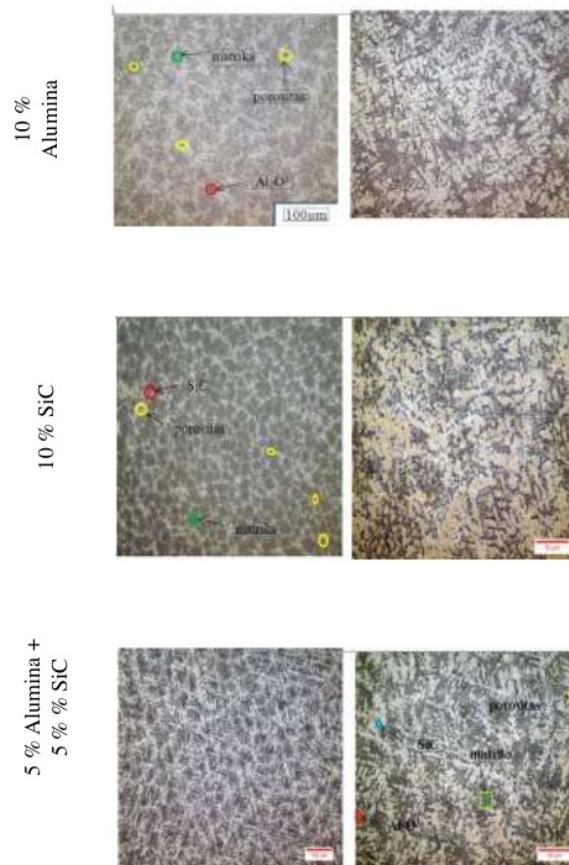 10 %
Alumina
matriks
porositas
Al2O3
100um
10 % SiC
SiC
porositas
matriks
5 % Alumina +
5 % % SiC
porositas
SiC
matriks